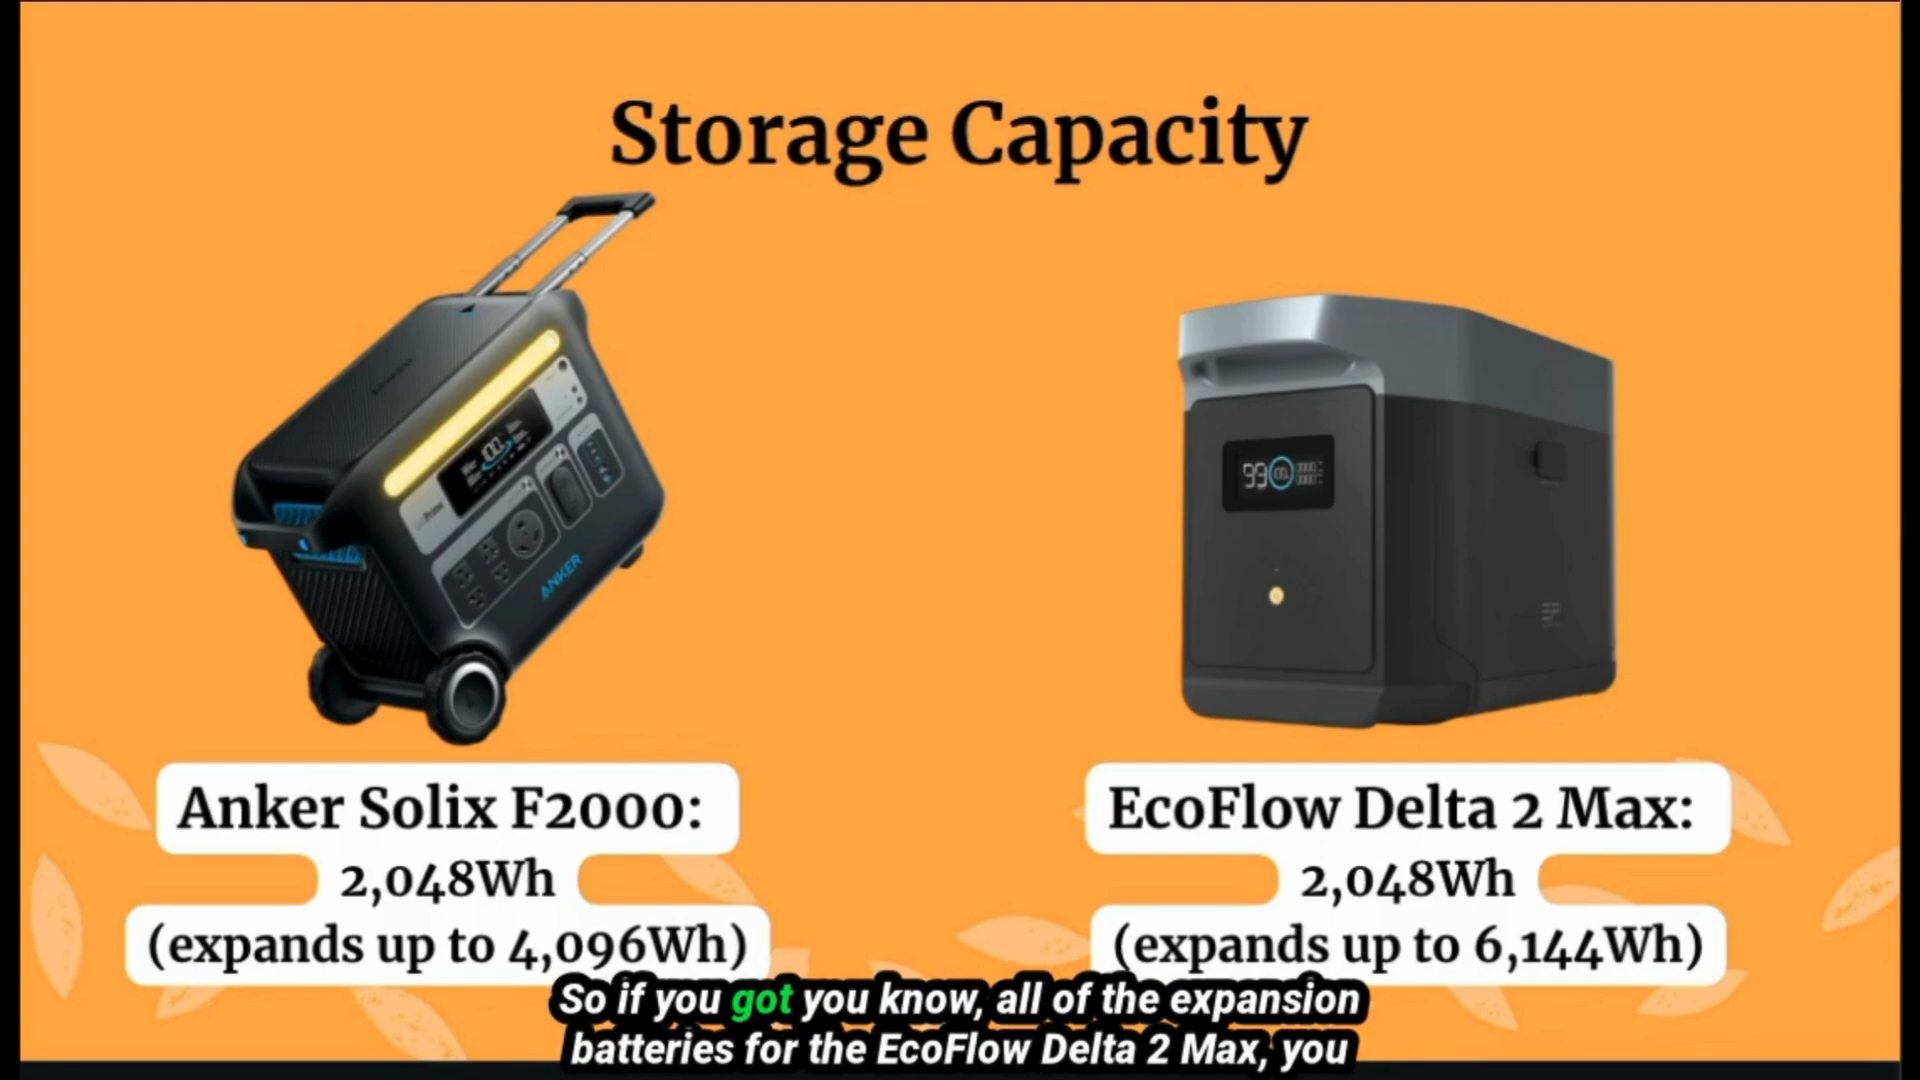 Storage Capacity
ANKER
99
Anker Solix F2000:
2,048Wh
(expands up to 4,096Wh)
EcoFlow Delta 2 Max:
2,048Wh
(expands up to 6,144Wh)
So if you got you know, all of the expansion
batteries for the EcoFlow Delta 2 Max, you